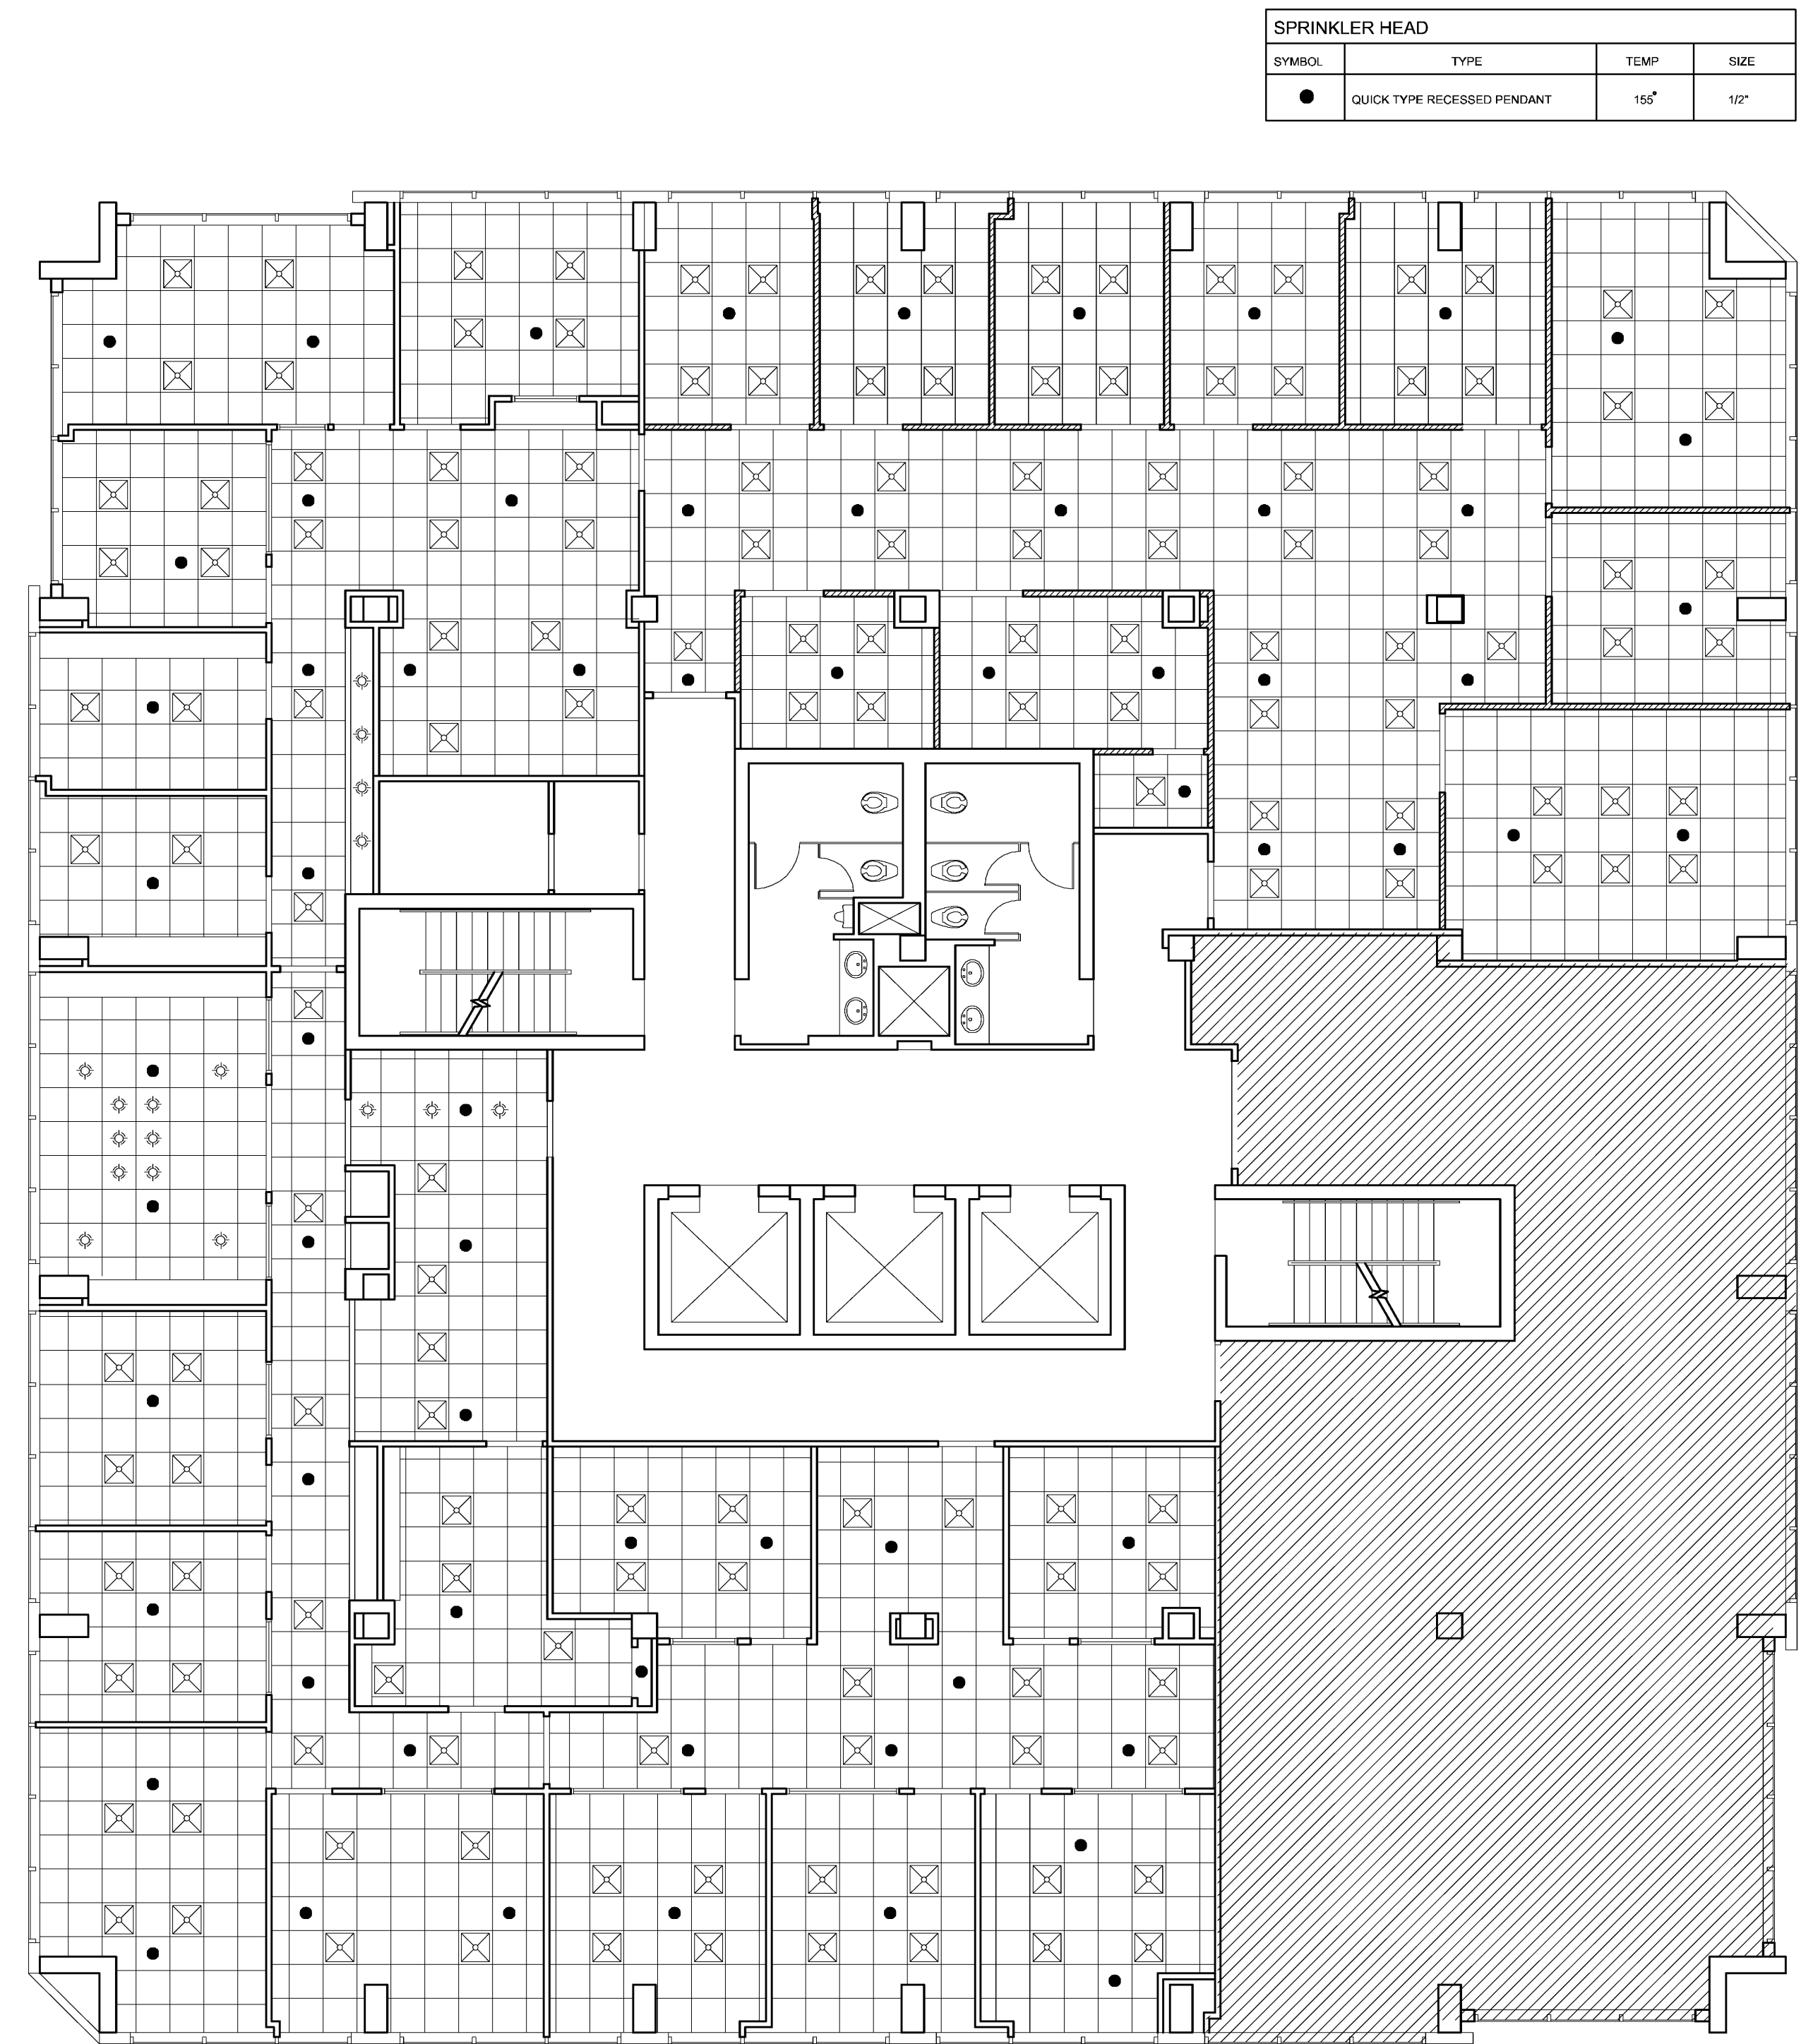 SPRINKLER HEAD
SYMBOL TYPE TEMP SIZE
QUICK TYPE RECESSED PENDANT 155° 1/2"